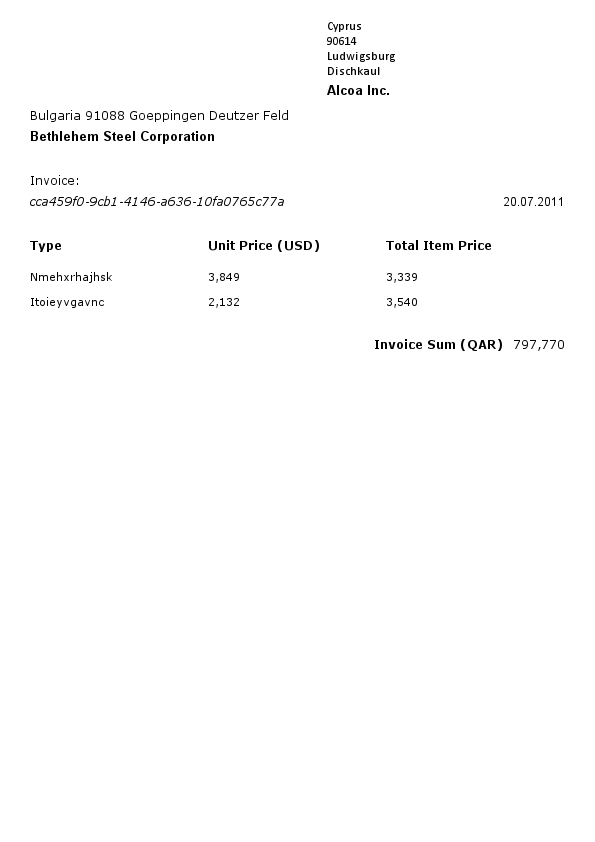 Cyprus
90614
Ludwigsburg
Dischkaul
Alcoa Inc.
Bulgaria 91088 Goeppingen Deutzer Feld
Bethlehem Steel Corporation
Invoice:
cca459f0-9cb1-4146-a636-10fa0765c77a 20.07.2011
Type Unit Price (USD) Total Item Price
Nmehxrhajhsk 3,849 3,339
Itoieyvgavnc 2,132 3,540
Invoice Sum (QAR) 797,770